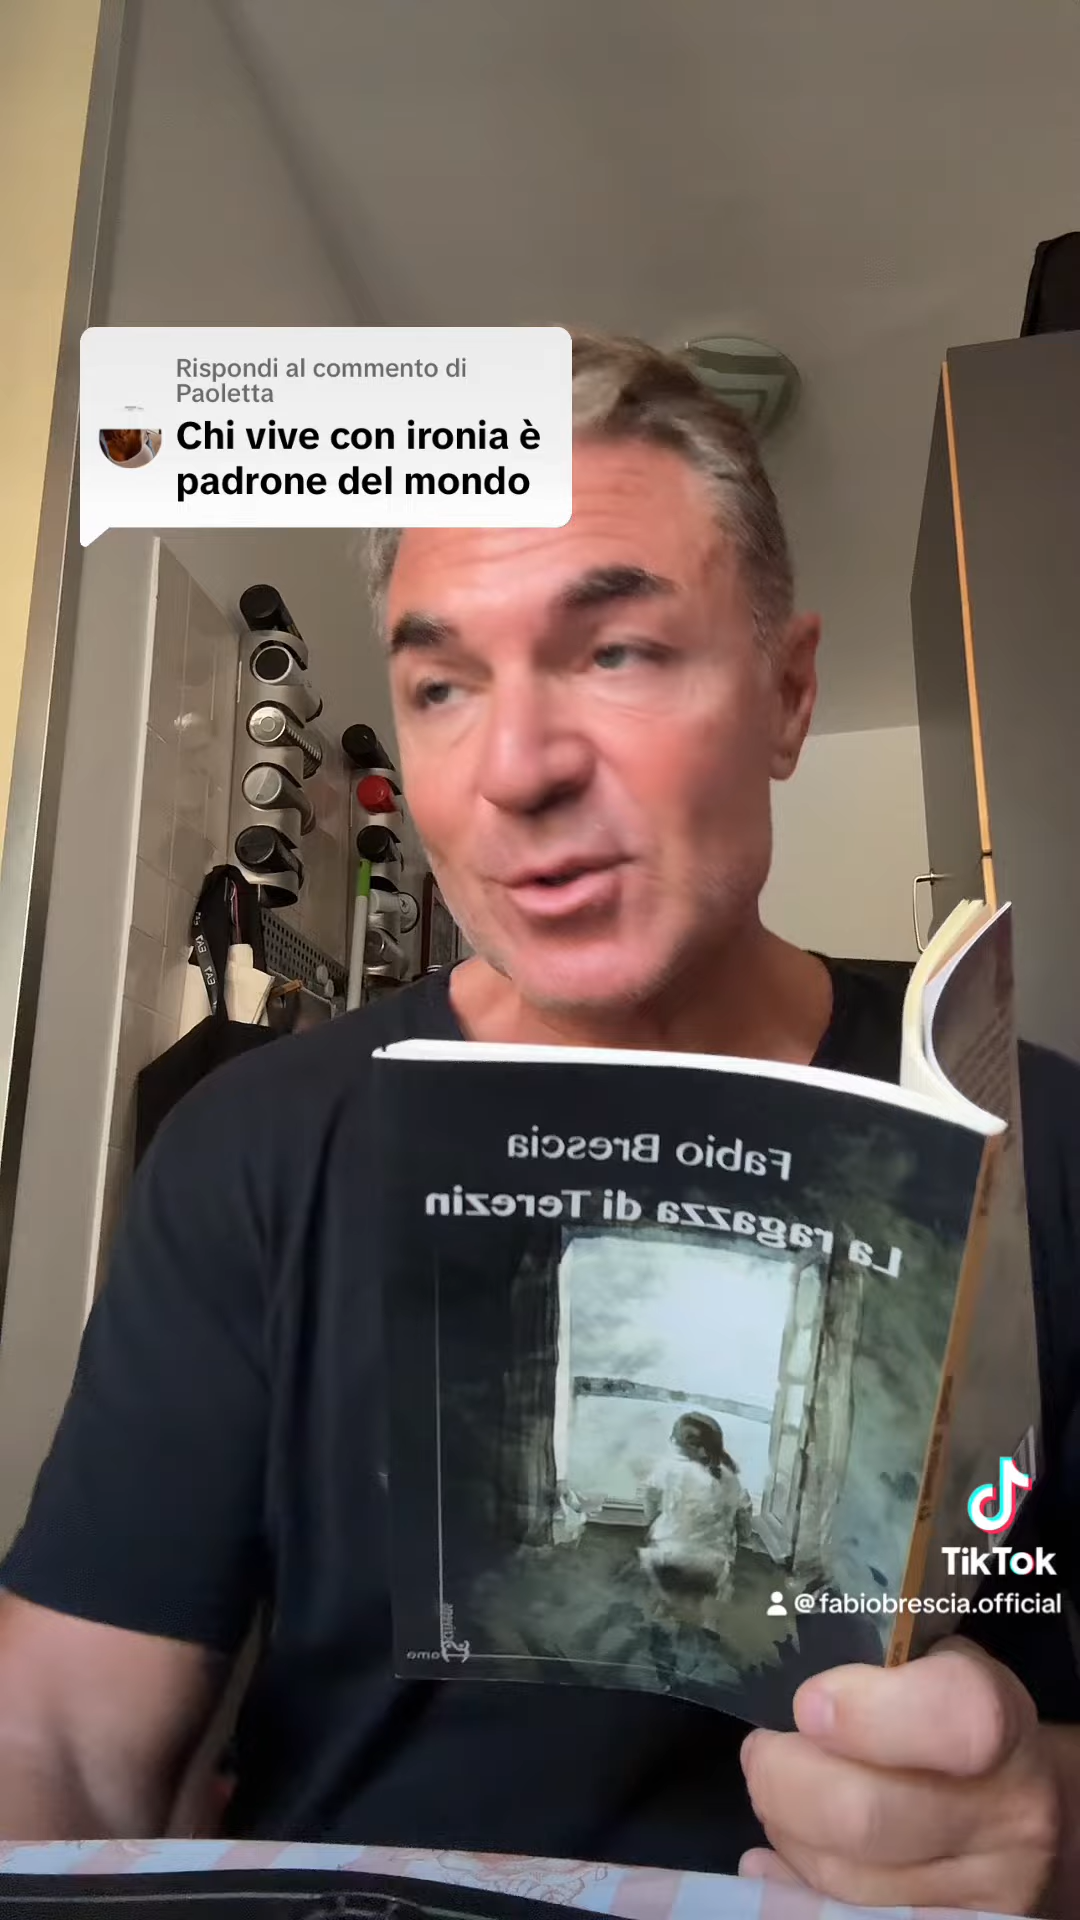 Rispondi al commento di
Paoletta
Chi vive con ironia è
padrone del mondo
Fabio Brescia
La ragazza di Terezin
TikTok
@fabiobrescia.official